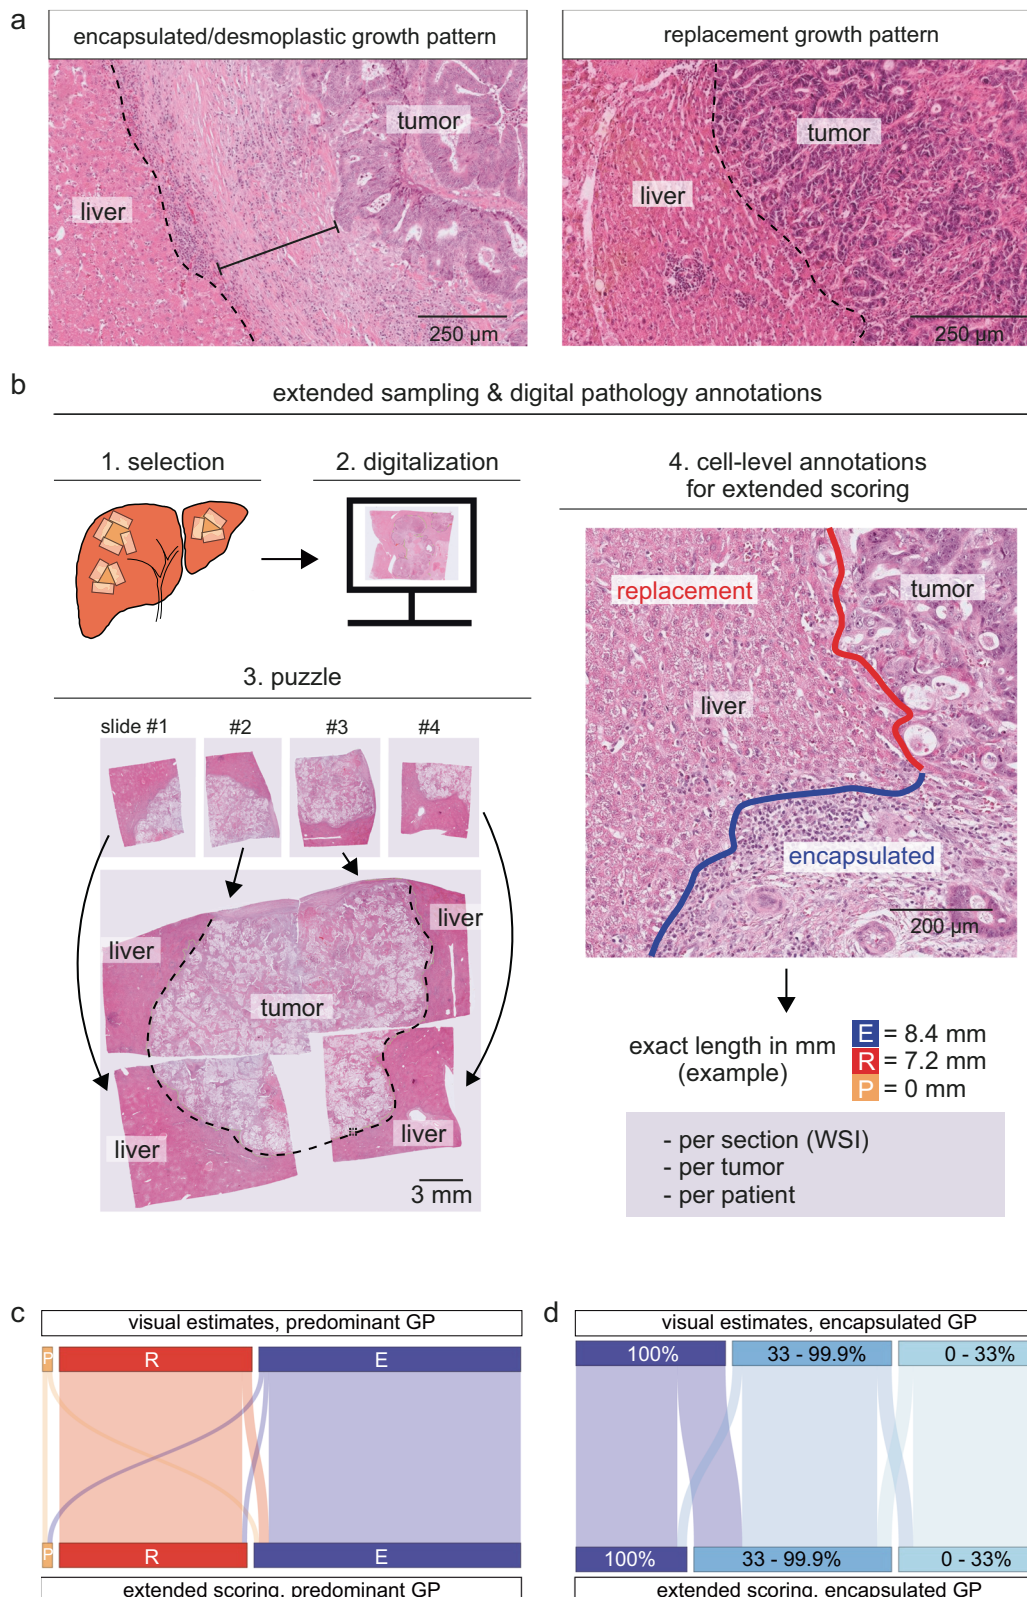 a
encapsulated/desmoplastic growth pattern
replacement growth pattern
tumor
liver
250 µm
tumor
liver
250 µm
b
extended sampling & digital pathology annotations
1. selection
2. digitalization
3. puzzle
slide #1
#2
#3
#4
liver
liver
tumor
liver
liver
3 mm
4. cell-level annotations
for extended scoring
replacement
tumor
liver
encapsulated
200 µm
exact length in mm
(example)
E = 8.4 mm
R = 7.2 mm
P = 0 mm
- per section (WSI)
- per tumor
- per patient
c
visual estimates, predominant GP
P R E
P R E
extended scoring, predominant GP
d
visual estimates, encapsulated GP
100% 33 - 99.9% 0 - 33%
100% 33 - 99.9% 0 - 33%
extended scoring, encapsulated GP